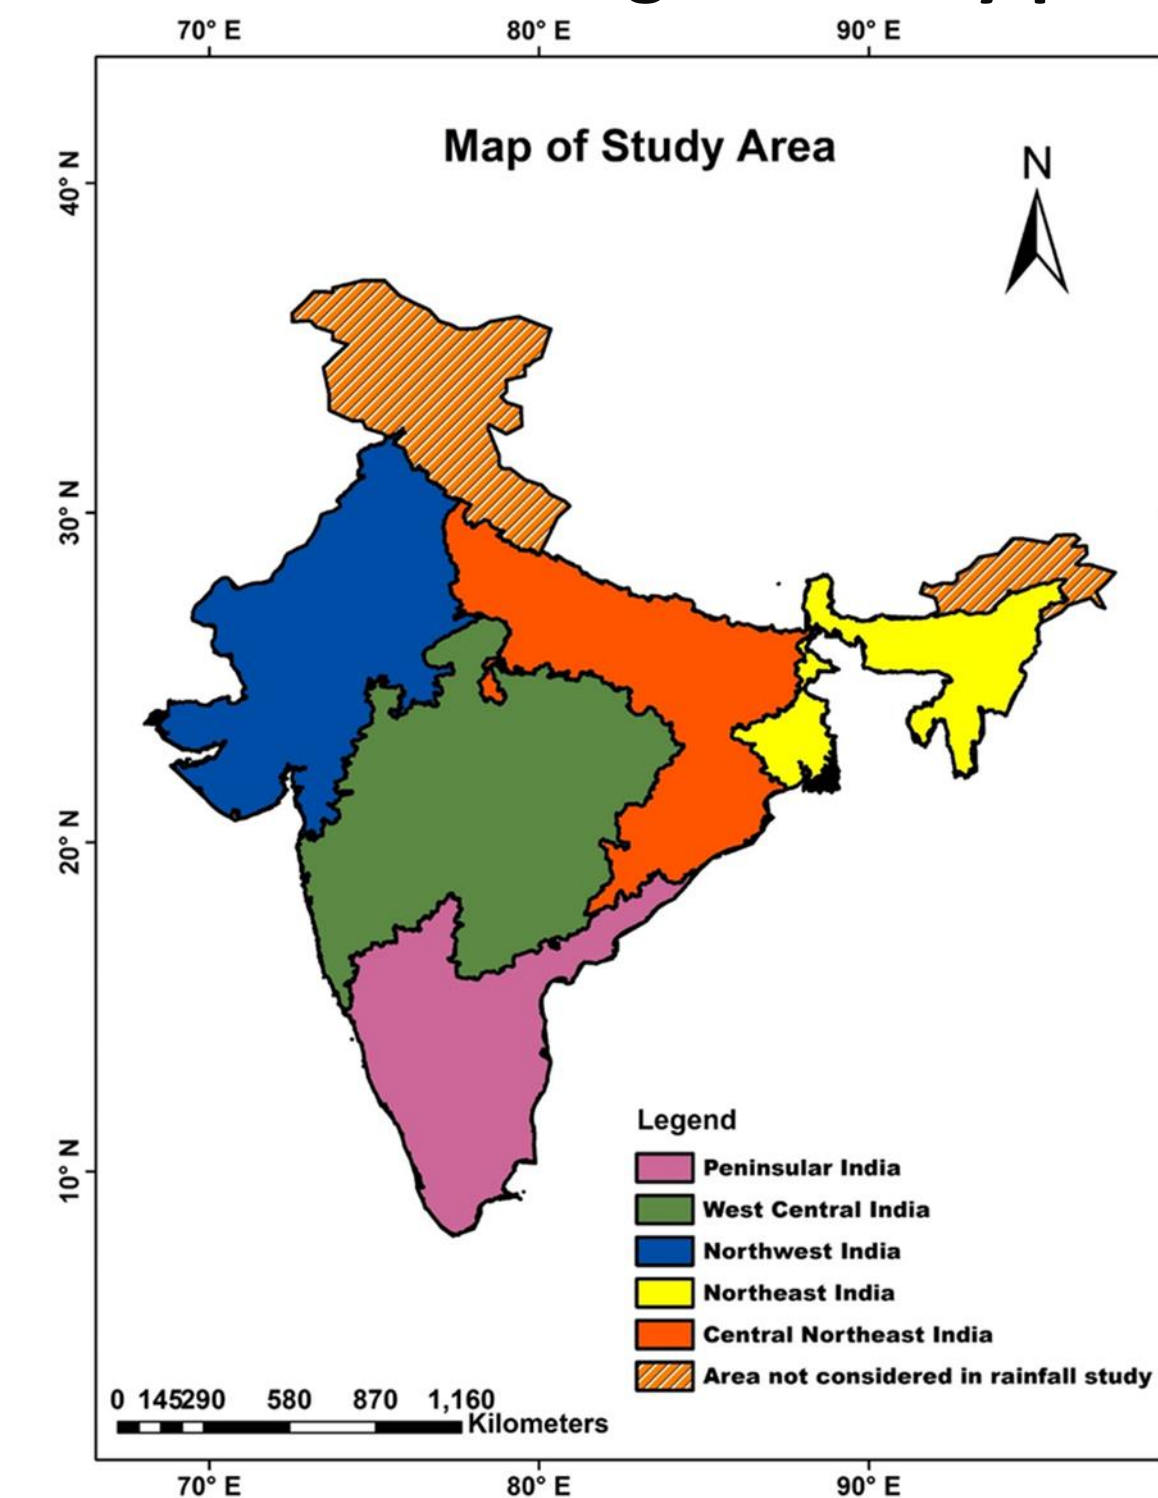 70° E 80° E 90° E
Map of Study Area
N
40° N
30° N
20° N
10° N
Legend
Peninsular India
West Central India
Northwest India
Northeast India
Central Northeast India
Area not considered in rainfall study
0 145290 580 870 1,160
Kilometers
70° E 80° E 90° E